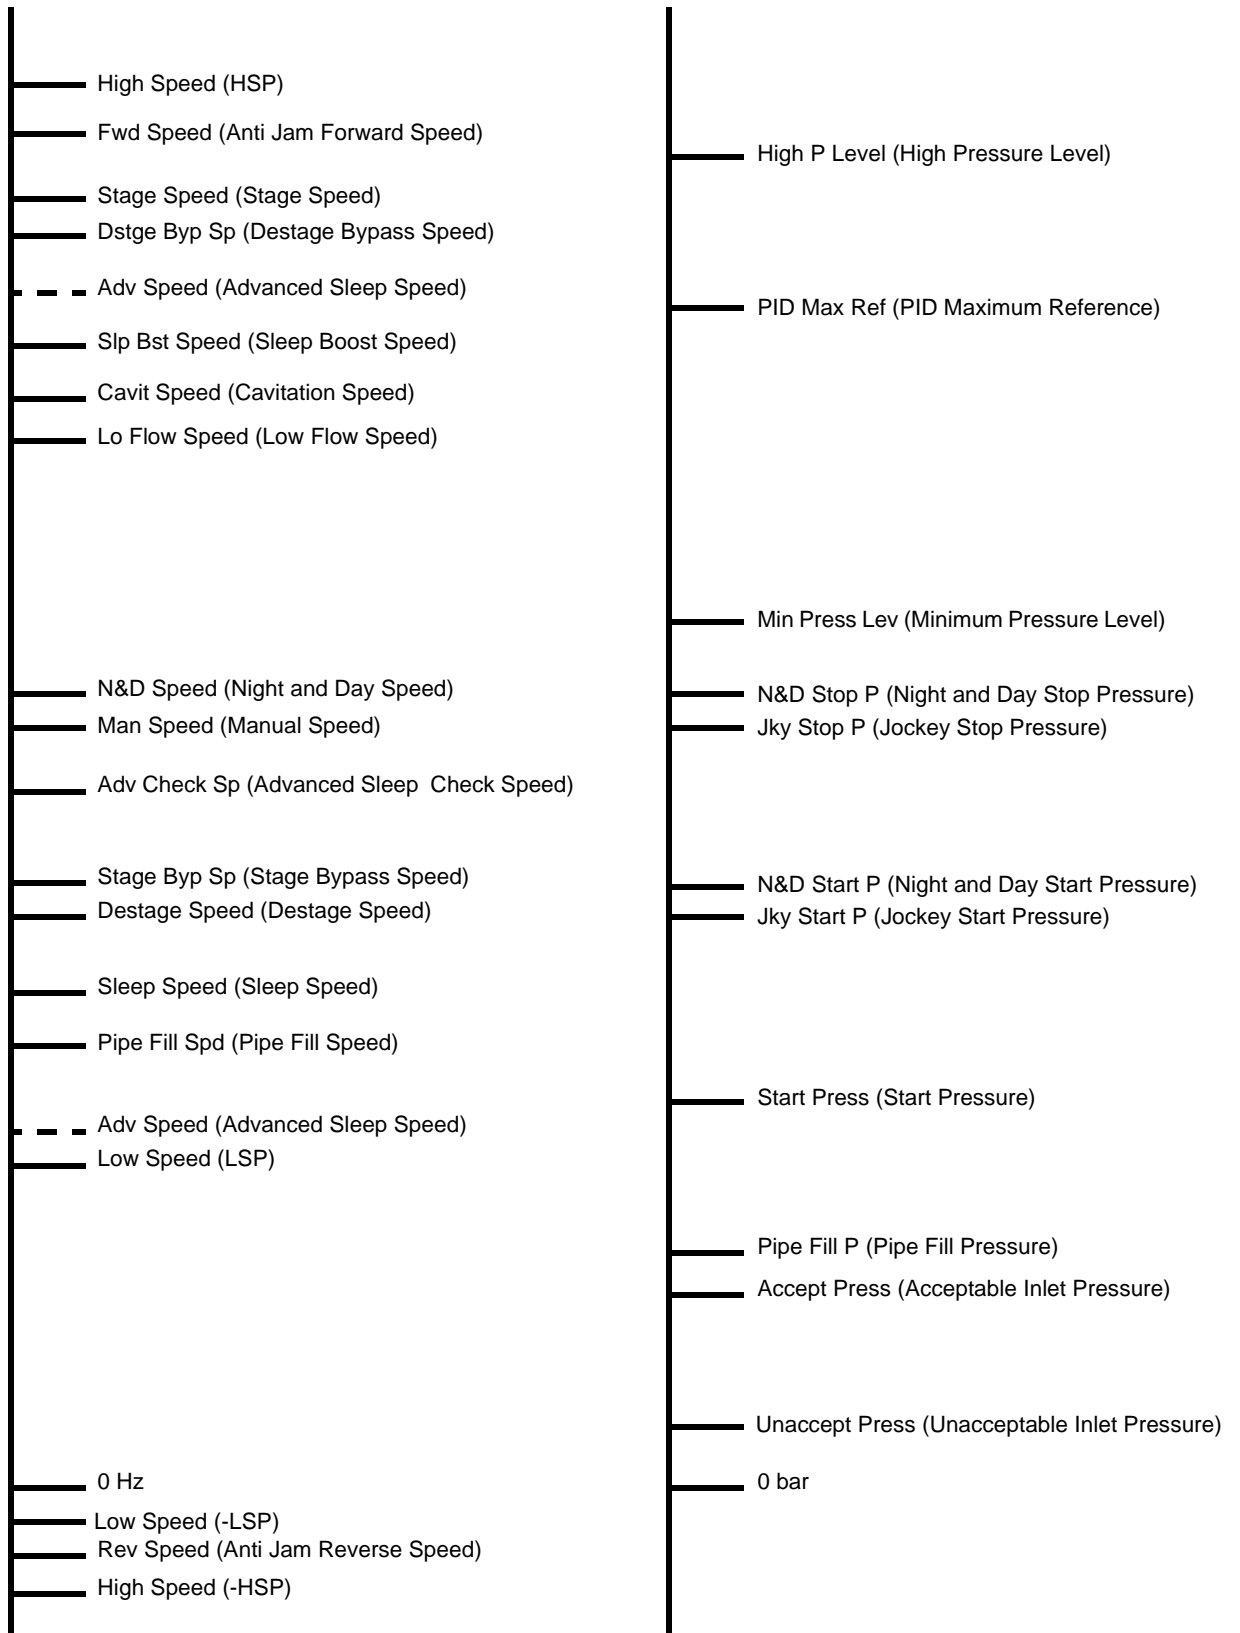 High Speed (HSP)
Fwd Speed (Anti Jam Forward Speed)
Stage Speed (Stage Speed)
Dstge Byp Sp (Destage Bypass Speed)
Adv Speed (Advanced Sleep Speed)
Slp Bst Speed (Sleep Boost Speed)
Cavit Speed (Cavitation Speed)
Lo Flow Speed (Low Flow Speed)
N&D Speed (Night and Day Speed)
Man Speed (Manual Speed)
Adv Check Sp (Advanced Sleep Check Speed)
Stage Byp Sp (Stage Bypass Speed)
Destage Speed (Destage Speed)
Sleep Speed (Sleep Speed)
Pipe Fill Spd (Pipe Fill Speed)
Adv Speed (Advanced Sleep Speed)
Low Speed (LSP)
0 Hz
Low Speed (-LSP)
Rev Speed (Anti Jam Reverse Speed)
High Speed (-HSP)
High P Level (High Pressure Level)
PID Max Ref (PID Maximum Reference)
Min Press Lev (Minimum Pressure Level)
N&D Stop P (Night and Day Stop Pressure)
Jky Stop P (Jockey Stop Pressure)
N&D Start P (Night and Day Start Pressure)
Jky Start P (Jockey Start Pressure)
Start Press (Start Pressure)
Pipe Fill P (Pipe Fill Pressure)
Accept Press (Acceptable Inlet Pressure)
Unaccept Press (Unacceptable Inlet Pressure)
0 bar